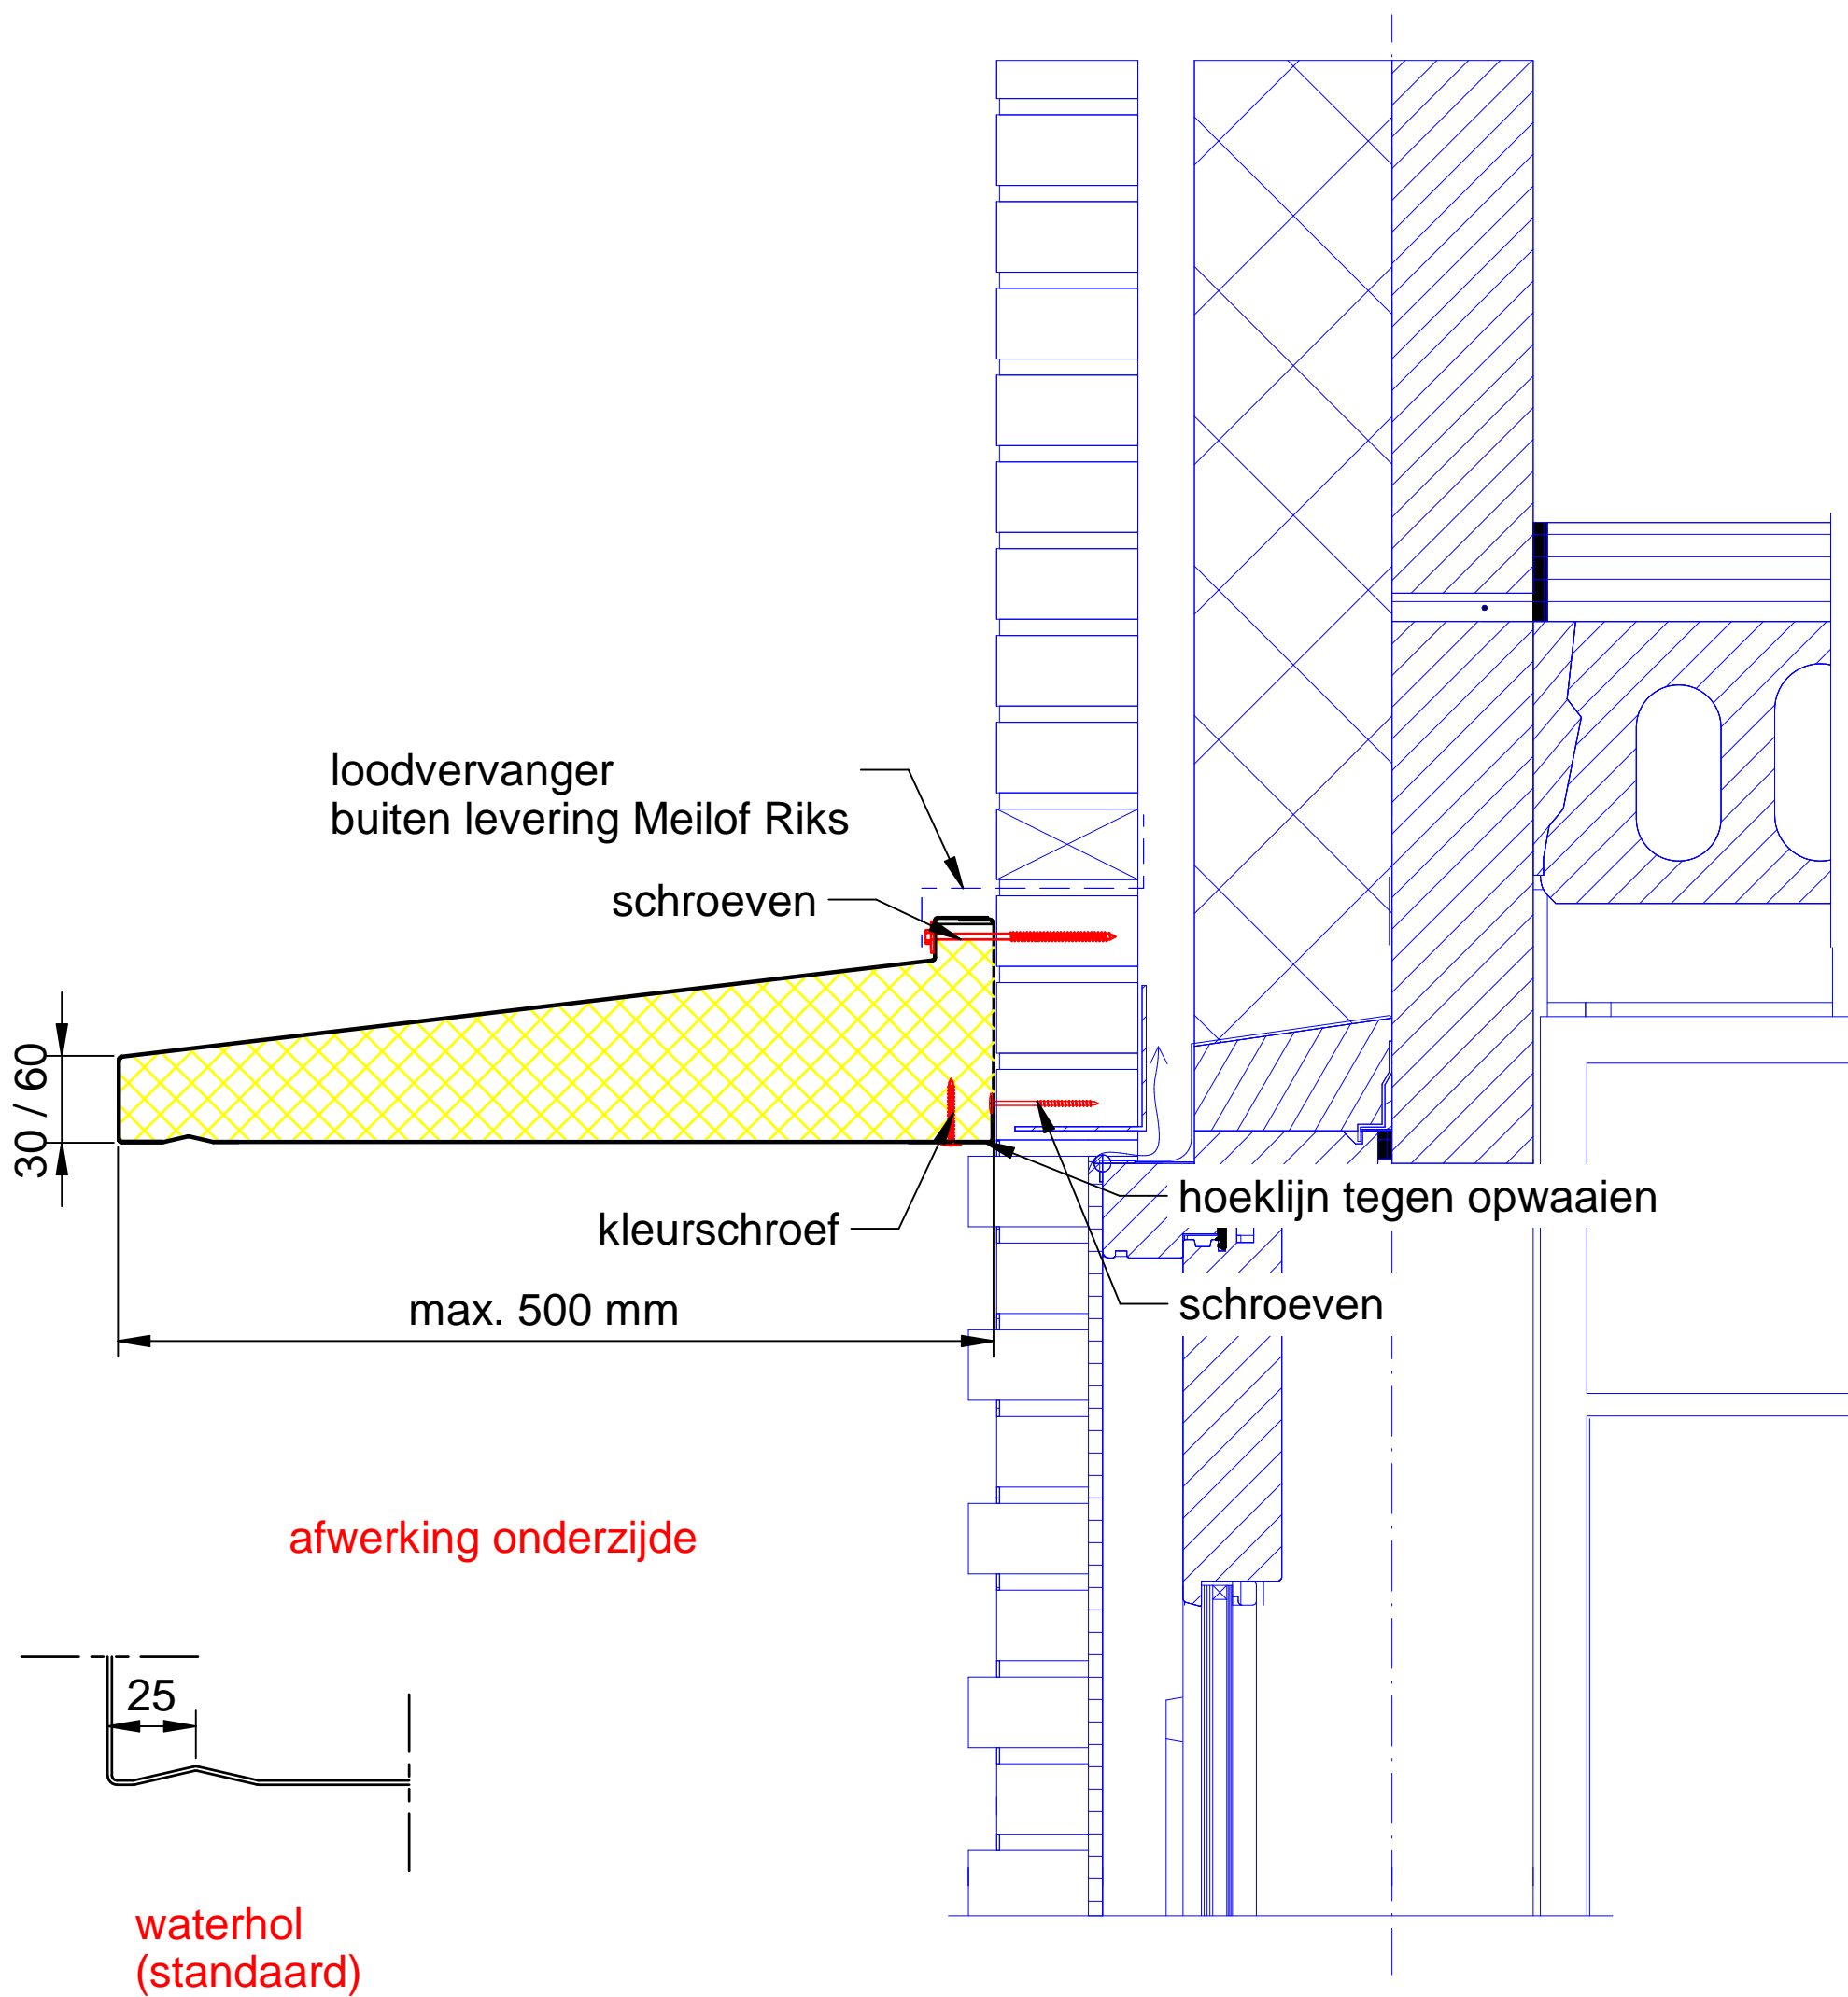 loodvervanger
buiten levering Meilof Riks
schroeven
30 / 60
hoeklijn tegen opwaaien
kleurschroef
schroeven
max. 500 mm
afwerking onderzijde
25
waterhol
(standaard)